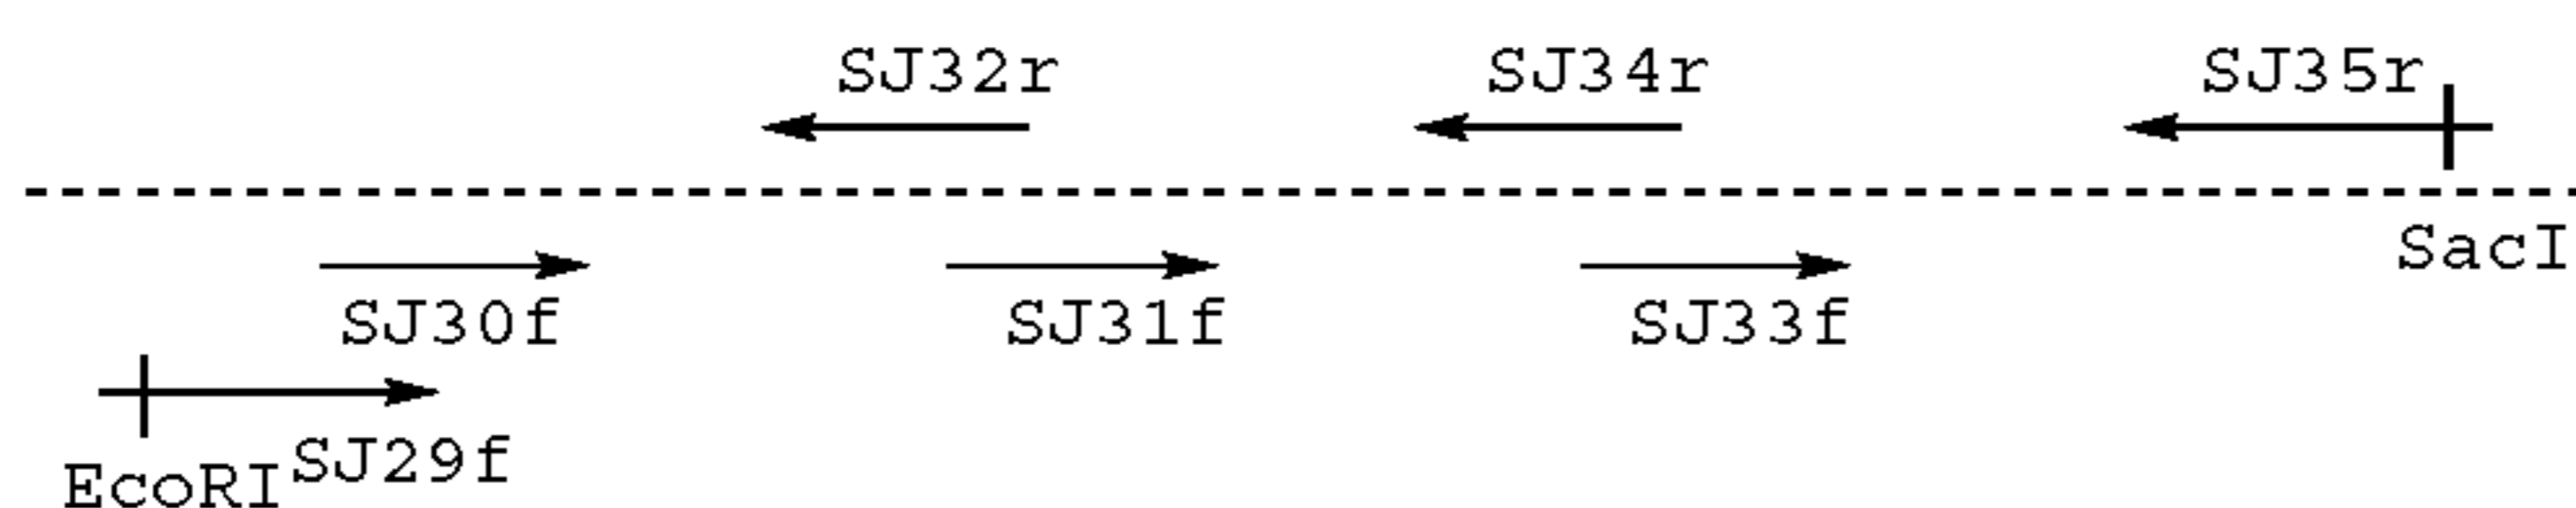 SJ32r SJ34r SJ35r
SacI
SJ30f SJ31f SJ33f
EcoRI SJ29f